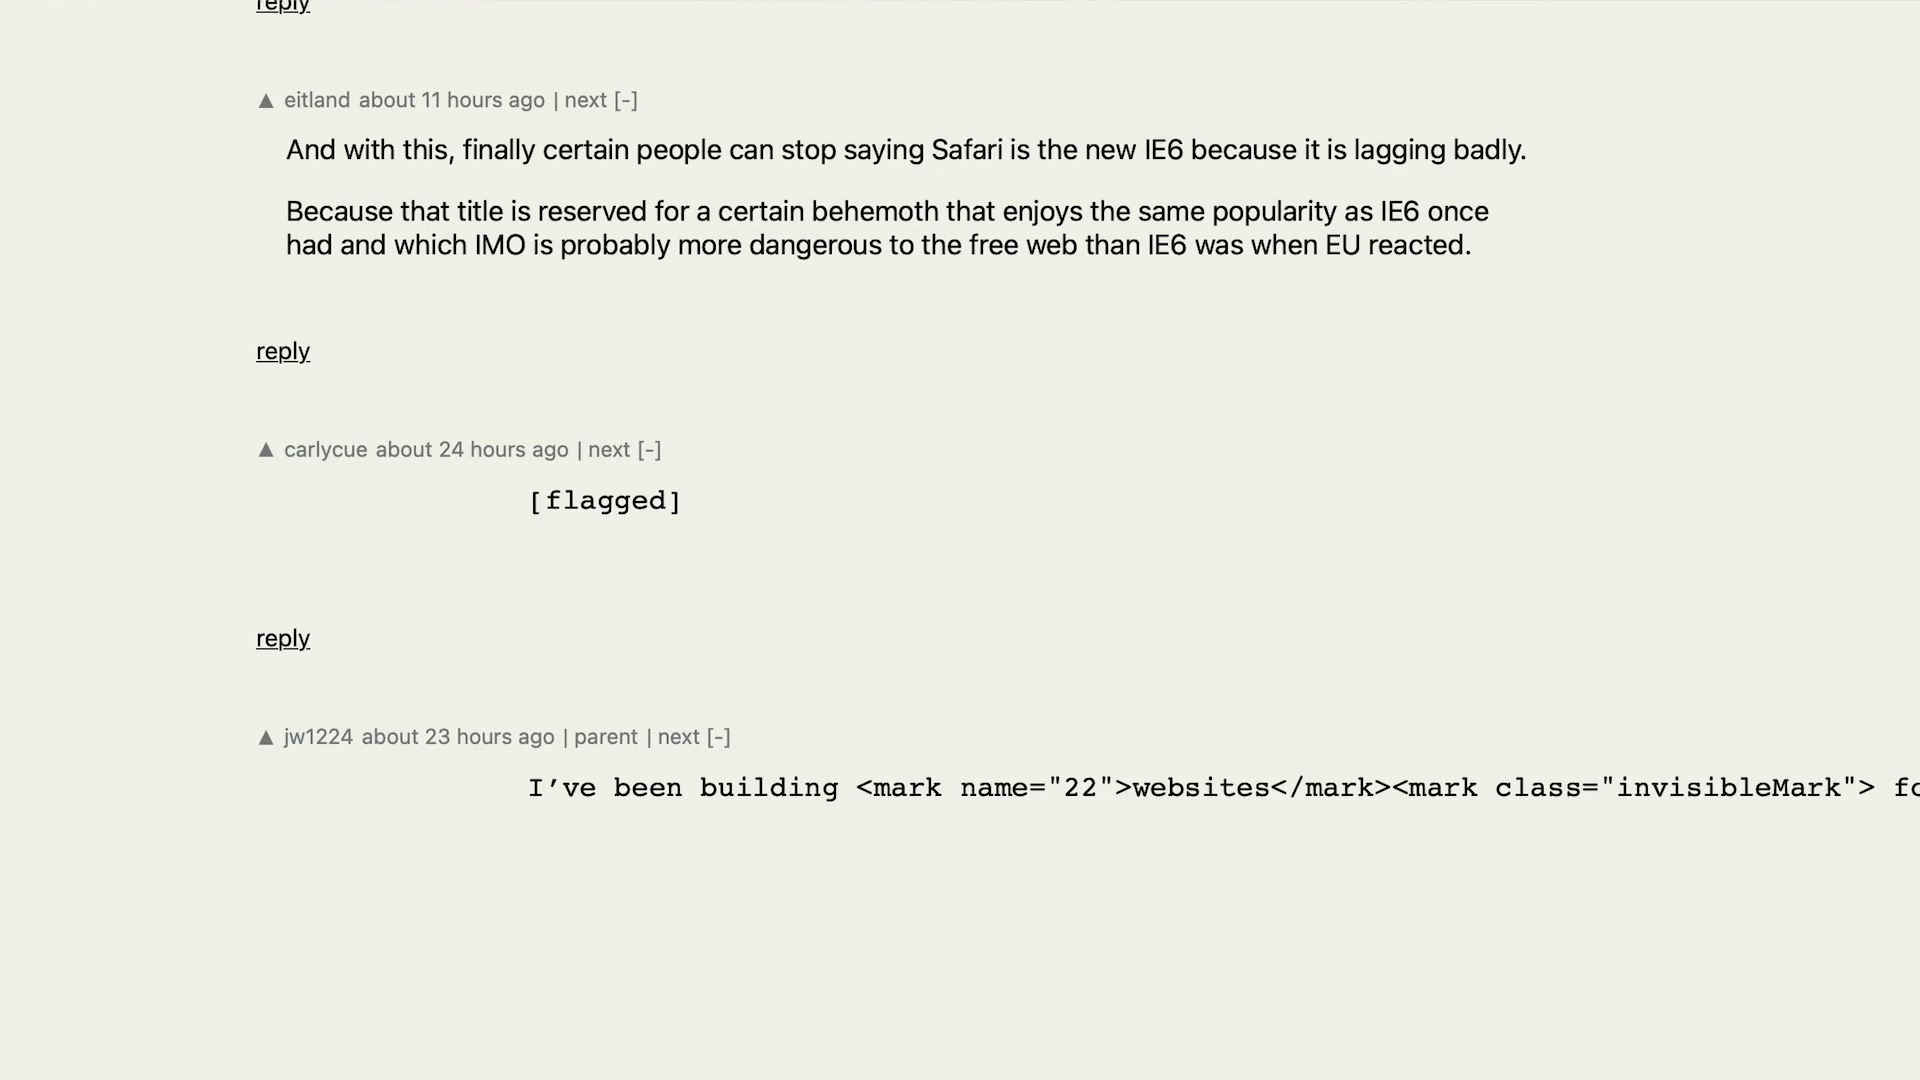 reply
▲ eitland about 11 hours ago | next [-]
And with this, finally certain people can stop saying Safari is the new IE6 because it is lagging badly.
Because that title is reserved for a certain behemoth that enjoys the same popularity as IE6 once
had and which IMO is probably more dangerous to the free web than IE6 was when EU reacted.
reply
▲ carlycue about 24 hours ago | next [-]
[flagged]
reply
▲ jw1224 about 23 hours ago | parent | next [-]
I’ve been building <mark name="22">websites</mark><mark class="invisibleMark">